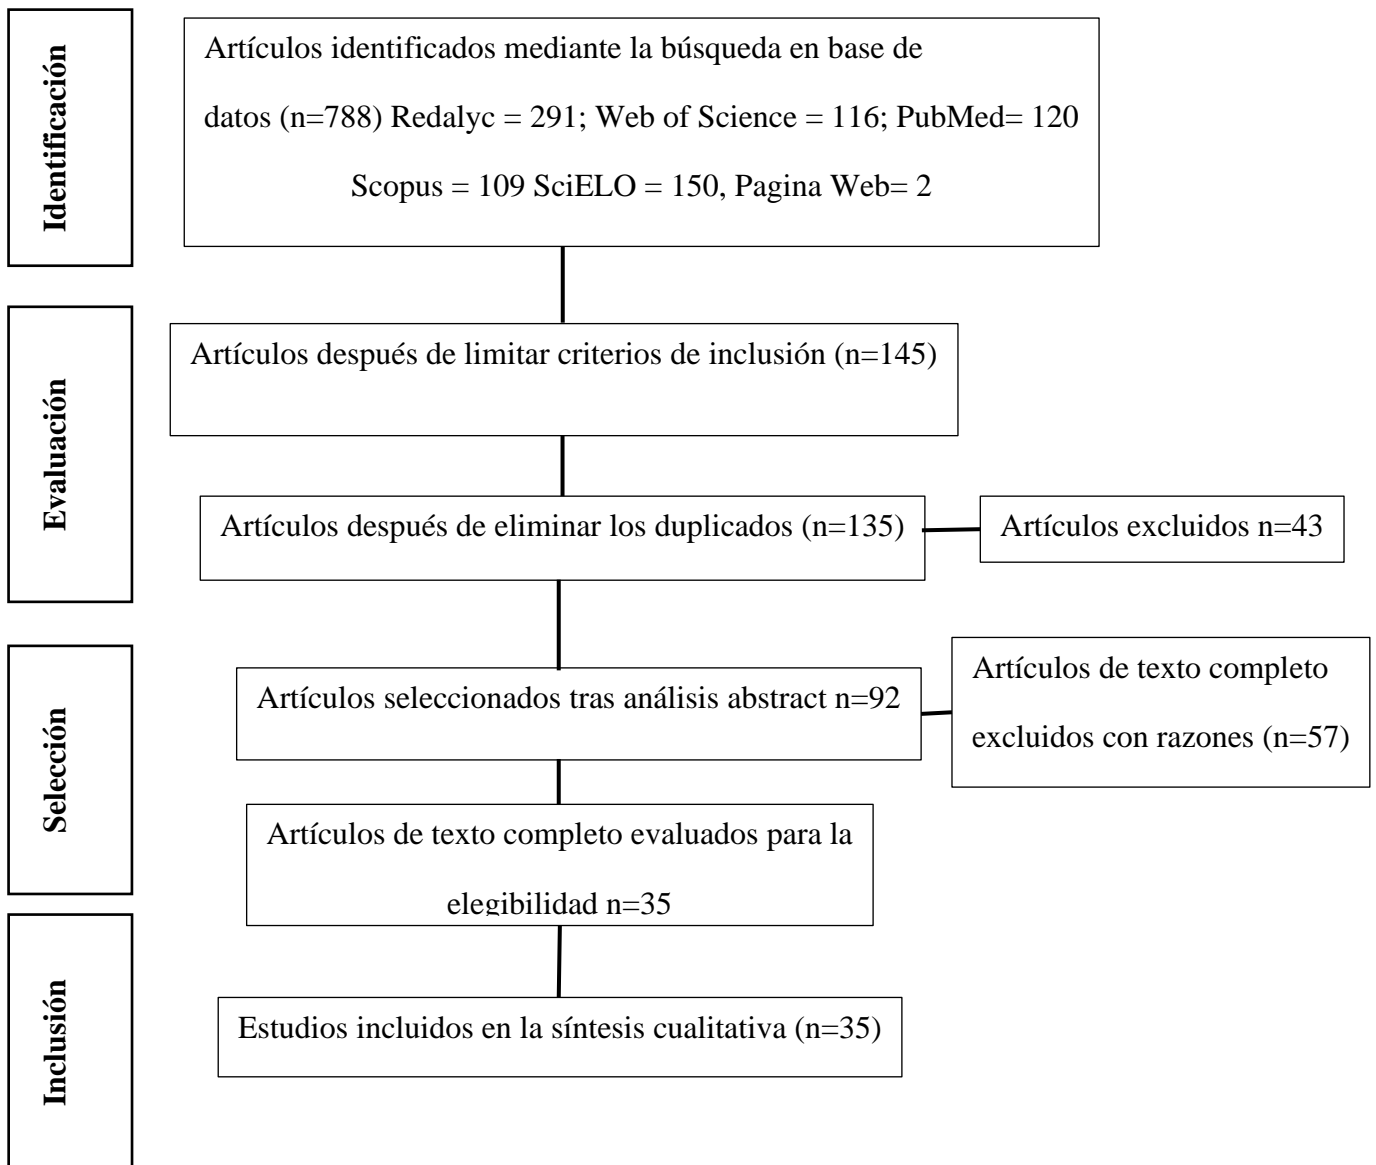 Identificación
Artículos identificados mediante la búsqueda en base de
datos (n=788) Redalyc = 291; Web of Science = 116; PubMed= 120
Scopus = 109 SciELO = 150, Pagina Web= 2
Evaluación
Artículos después de limitar criterios de inclusión (n=145)
Artículos después de eliminar los duplicados (n=135)
Artículos excluidos n=43
Selección
Artículos seleccionados tras análisis abstract n=92
Artículos de texto completo
excluidos con razones (n=57)
Artículos de texto completo evaluados para la
elegibilidad n=35
Inclusión
Estudios incluidos en la síntesis cualitativa (n=35)